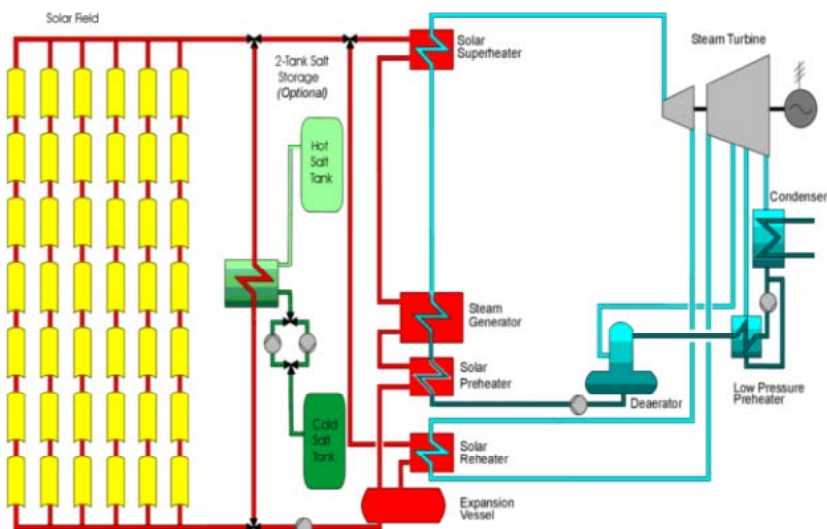 Solar Field
2-Tank Salt
Storage
(Optional)
Hot
Salt
Tank
Cold
Salt
Tank
Solar
Superheater
Steam
Generator
Solar
Preheater
Solar
Reheater
Expansion
Vessel
Deaerator
Steam Turbine
Condenser
Low Pressure
Preheater